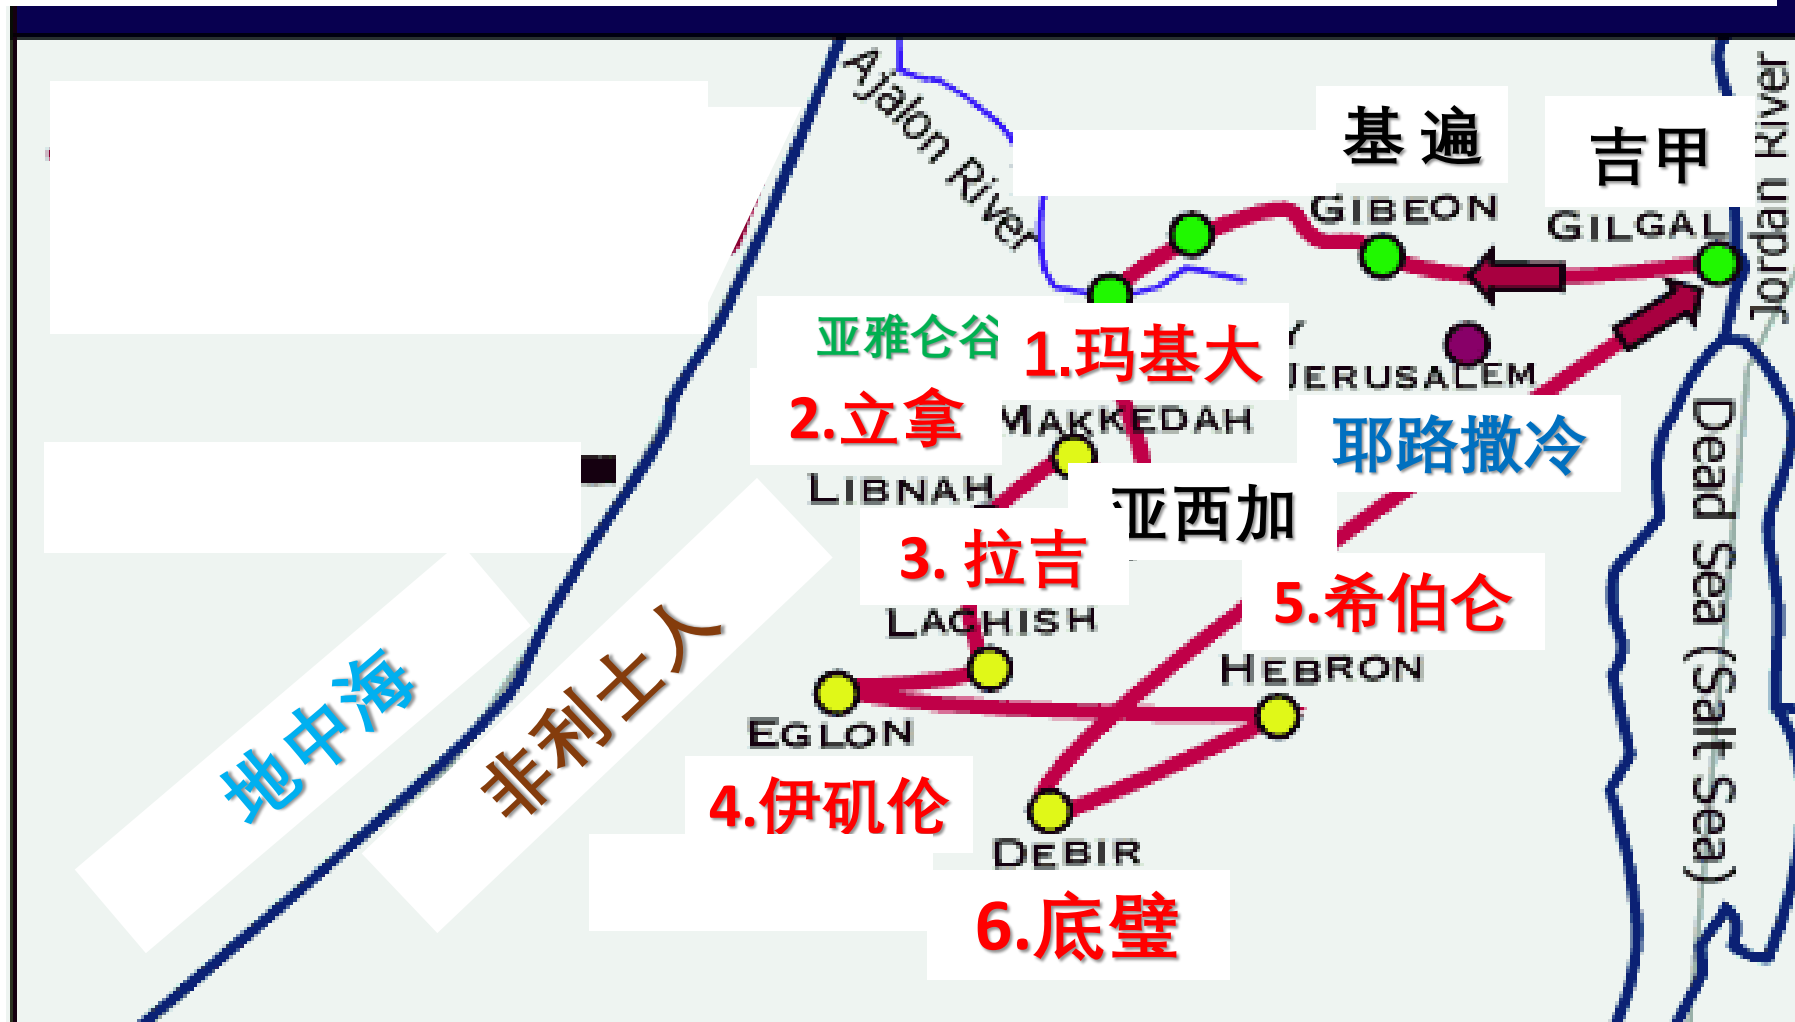 Ajalon River
基遍
吉甲
Jordan River
GIBEON
GILGAL
亚雅仑谷
1.玛基大
JERUSALEM
2.立拿
MAKKEDAH
耶路撒冷
LIBNAH
亚西加
3. 拉吉
Dead Sea (Salt Sea)
5.希伯仑
LACHISH
HEBRON
地中海
非利士人
EGLON
4.伊矶伦
DEBIR
6.底璧